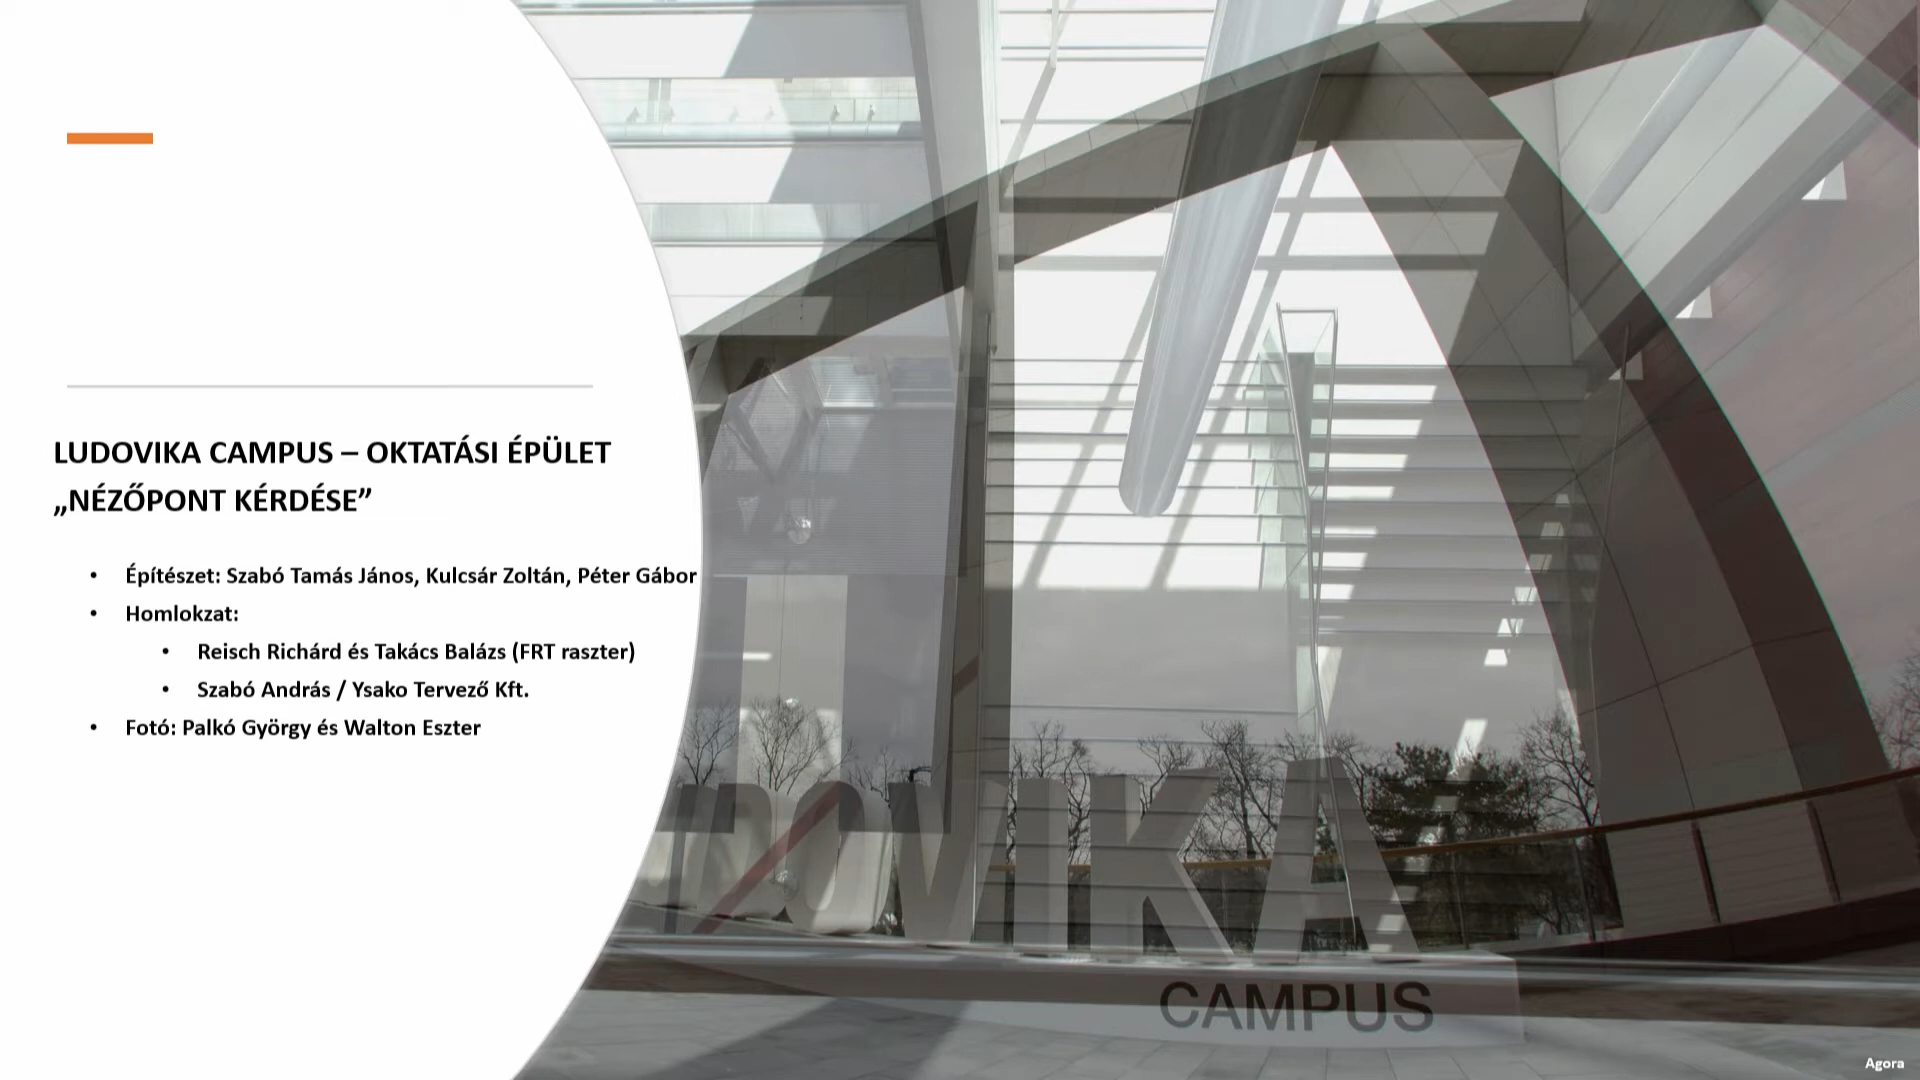 LUDOVIKA CAMPUS – OKTATÁSI ÉPÜLET
„NÉZŐPONT KÉRDÉSE”
• Építészet: Szabó Tamás János, Kulcsár Zoltán, Péter Gábor
• Homlokzat:
• Reisch Richárd és Takács Balázs (FRT raszter)
• Szabó András / Ysako Tervező Kft.
• Fotó: Palkó György és Walton Eszter
UDOVIKA
CAMPUS
Agora